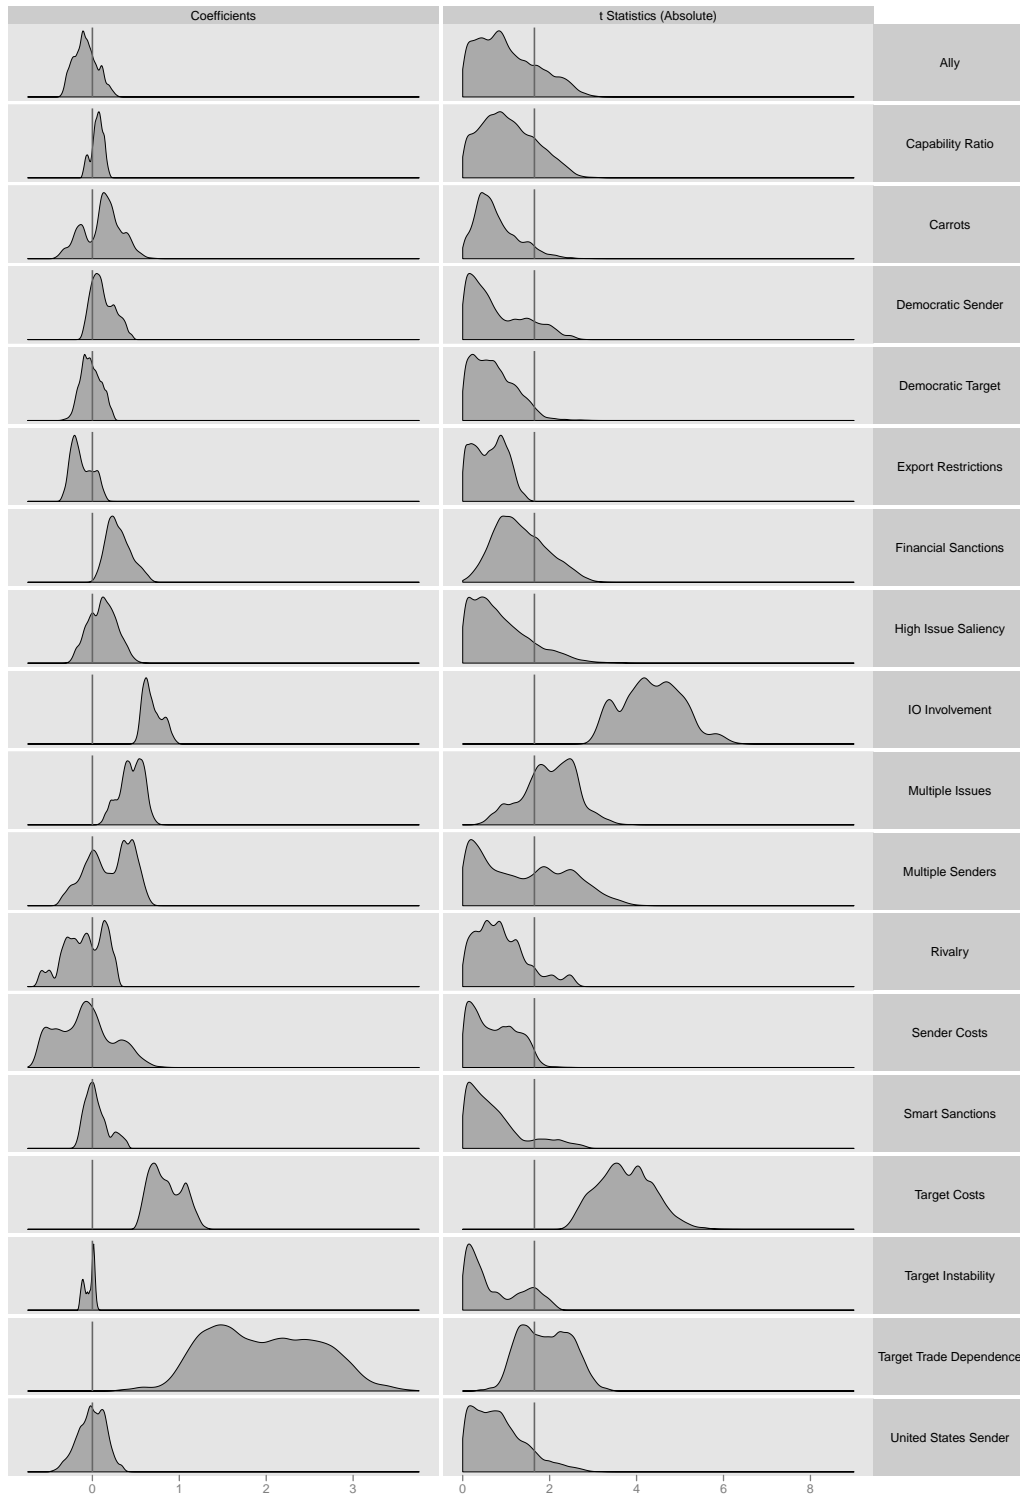 Coefficients
t Statistics (Absolute)
Ally
Capability Ratio
Carrots
Democratic Sender
Democratic Target
Export Restrictions
Financial Sanctions
High Issue Saliency
IO Involvement
Multiple Issues
Multiple Senders
Rivalry
Sender Costs
Smart Sanctions
Target Costs
Target Instability
Target Trade Dependence
United States Sender
0 1 2 3
0 2 4 6 8